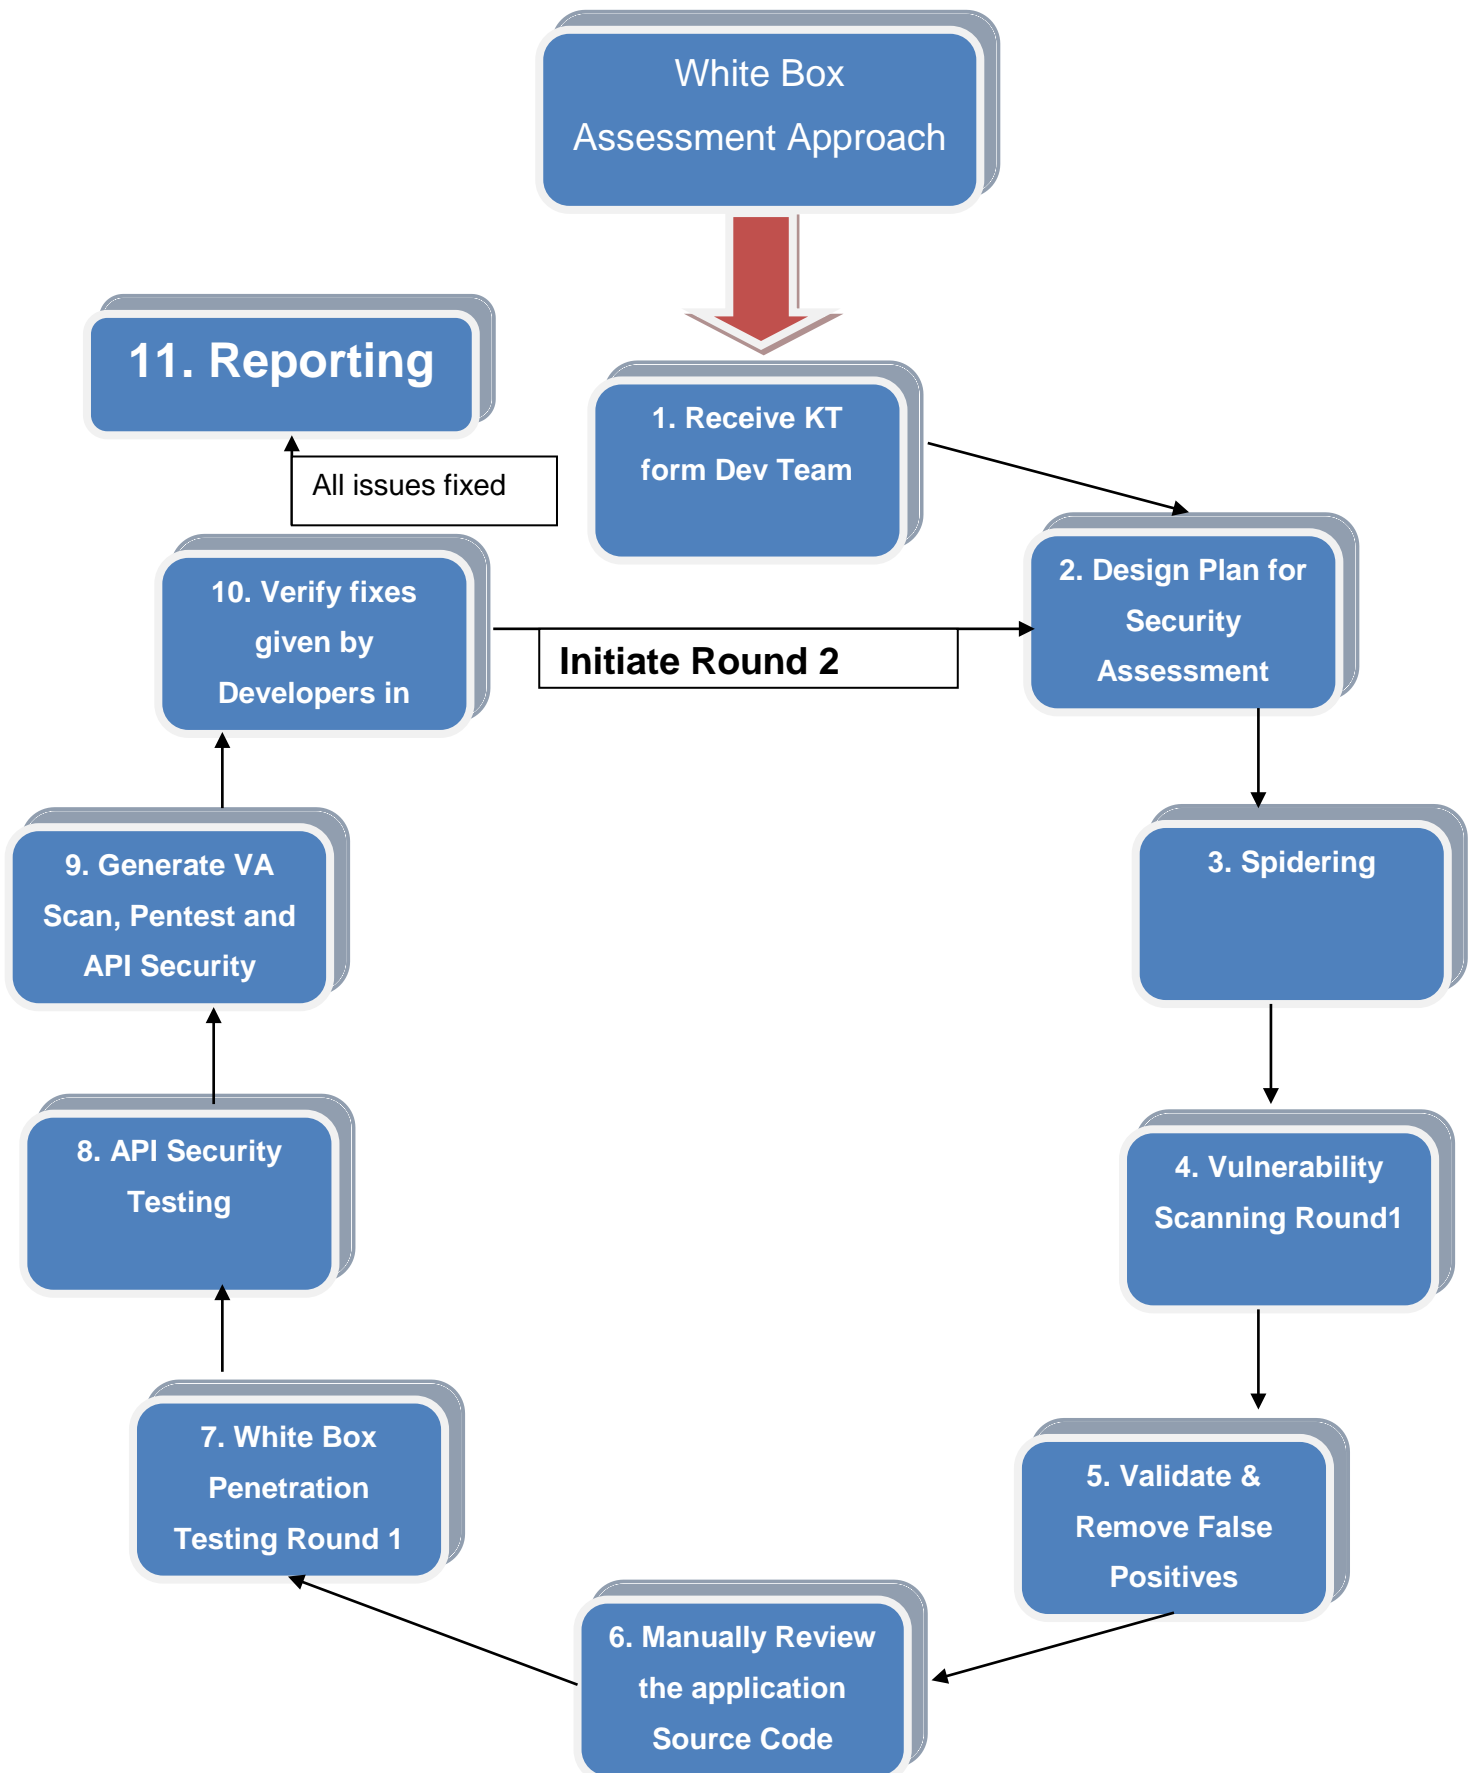 White Box
Assessment Approach
11. Reporting
All issues fixed
1. Receive KT
form Dev Team
10. Verify fixes
given by
Developers in
Initiate Round 2
2. Design Plan for
Security
Assessment
9. Generate VA
Scan, Pentest and
API Security
3. Spidering
8. API Security
Testing
4. Vulnerability
Scanning Round1
7. White Box
Penetration
Testing Round 1
5. Validate &
Remove False
Positives
6. Manually Review
the application
Source Code